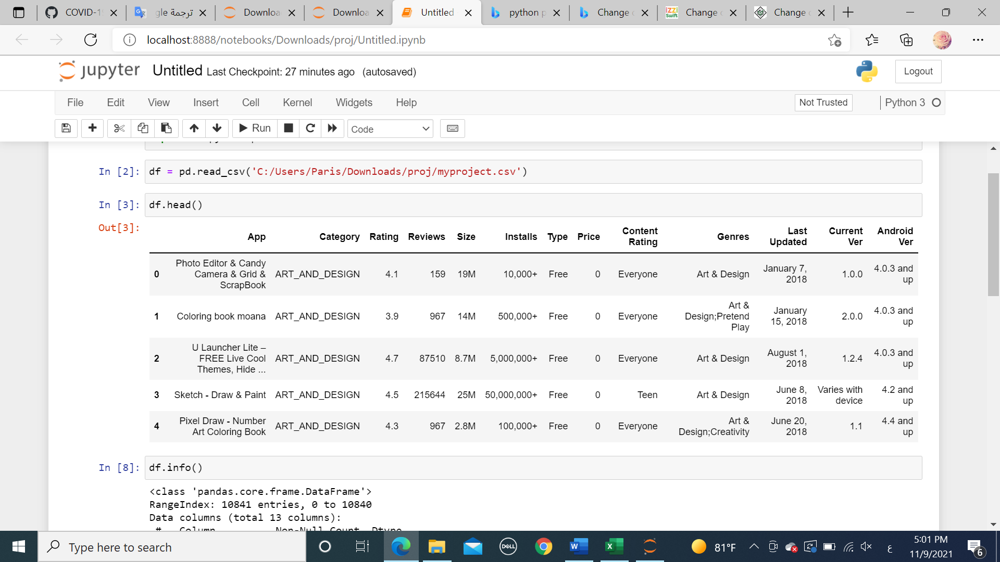 COVID-1
ترجمة gle
Downloa
Downloa
Untitled
python p
Change
Change
Change
localhost:8888/notebooks/Downloads/proj/Untitled.ipynb
jupyter Untitled Last Checkpoint: 27 minutes ago (autosaved)
Logout
File Edit View Insert Cell Kernel Widgets Help
Not Trusted
Python 3
Run
Code
In [2]: df = pd.read_csv('C:/Users/Paris/Downloads/proj/myproject.csv')
In [3]: df.head()
Out[3]:
App Category Rating Reviews Size Installs Type Price Content Rating Genres Last Updated Current Ver Android Ver
0 Photo Editor & Candy Camera & Grid & ScrapBook ART_AND_DESIGN 4.1 159 19M 10,000+ Free 0 Everyone Art & Design January 7, 2018 1.0.0 4.0.3 and up
1 Coloring book moana ART_AND_DESIGN 3.9 967 14M 500,000+ Free 0 Everyone Art & Design;Pretend Play January 15, 2018 2.0.0 4.0.3 and up
2 U Launcher Lite – FREE Live Cool Themes, Hide ... ART_AND_DESIGN 4.7 87510 8.7M 5,000,000+ Free 0 Everyone Art & Design August 1, 2018 1.2.4 4.0.3 and up
3 Sketch - Draw & Paint ART_AND_DESIGN 4.5 215644 25M 50,000,000+ Free 0 Teen Art & Design June 8, 2018 Varies with device 4.2 and up
4 Pixel Draw - Number Art Coloring Book ART_AND_DESIGN 4.3 967 2.8M 100,000+ Free 0 Everyone Art & Design;Creativity June 20, 2018 1.1 4.4 and up
In [8]: df.info()
<class 'pandas.core.frame.DataFrame'>
RangeIndex: 10841 entries, 0 to 10840
Data columns (total 13 columns):
# Column Non-Null Count Dtype
Type here to search
DELL
81°F
ع
5:01 PM
11/9/2021
6